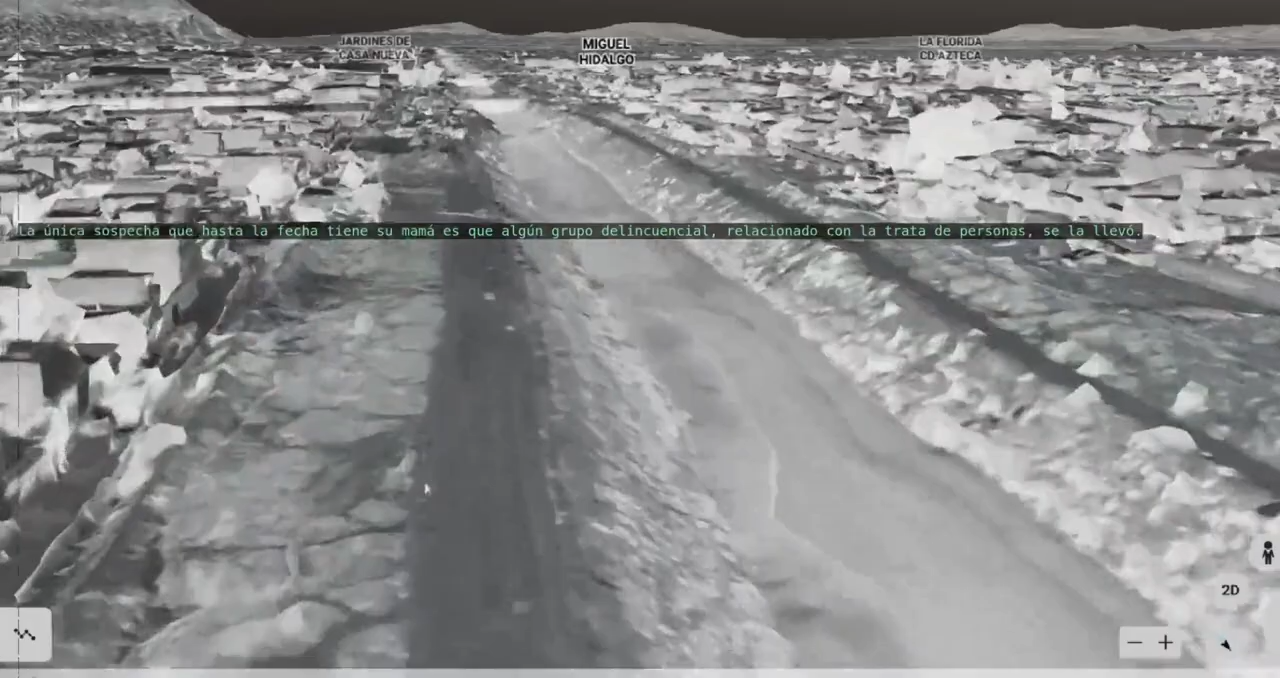 JARDINES DE
CASA NUEVA
MIGUEL
HIDALGO
LA FLORIDA
CD AZTECA
La única sospecha que hasta la fecha tiene su mamá es que algún grupo delincuencial, relacionado con la trata de personas, se la llevó.
2D